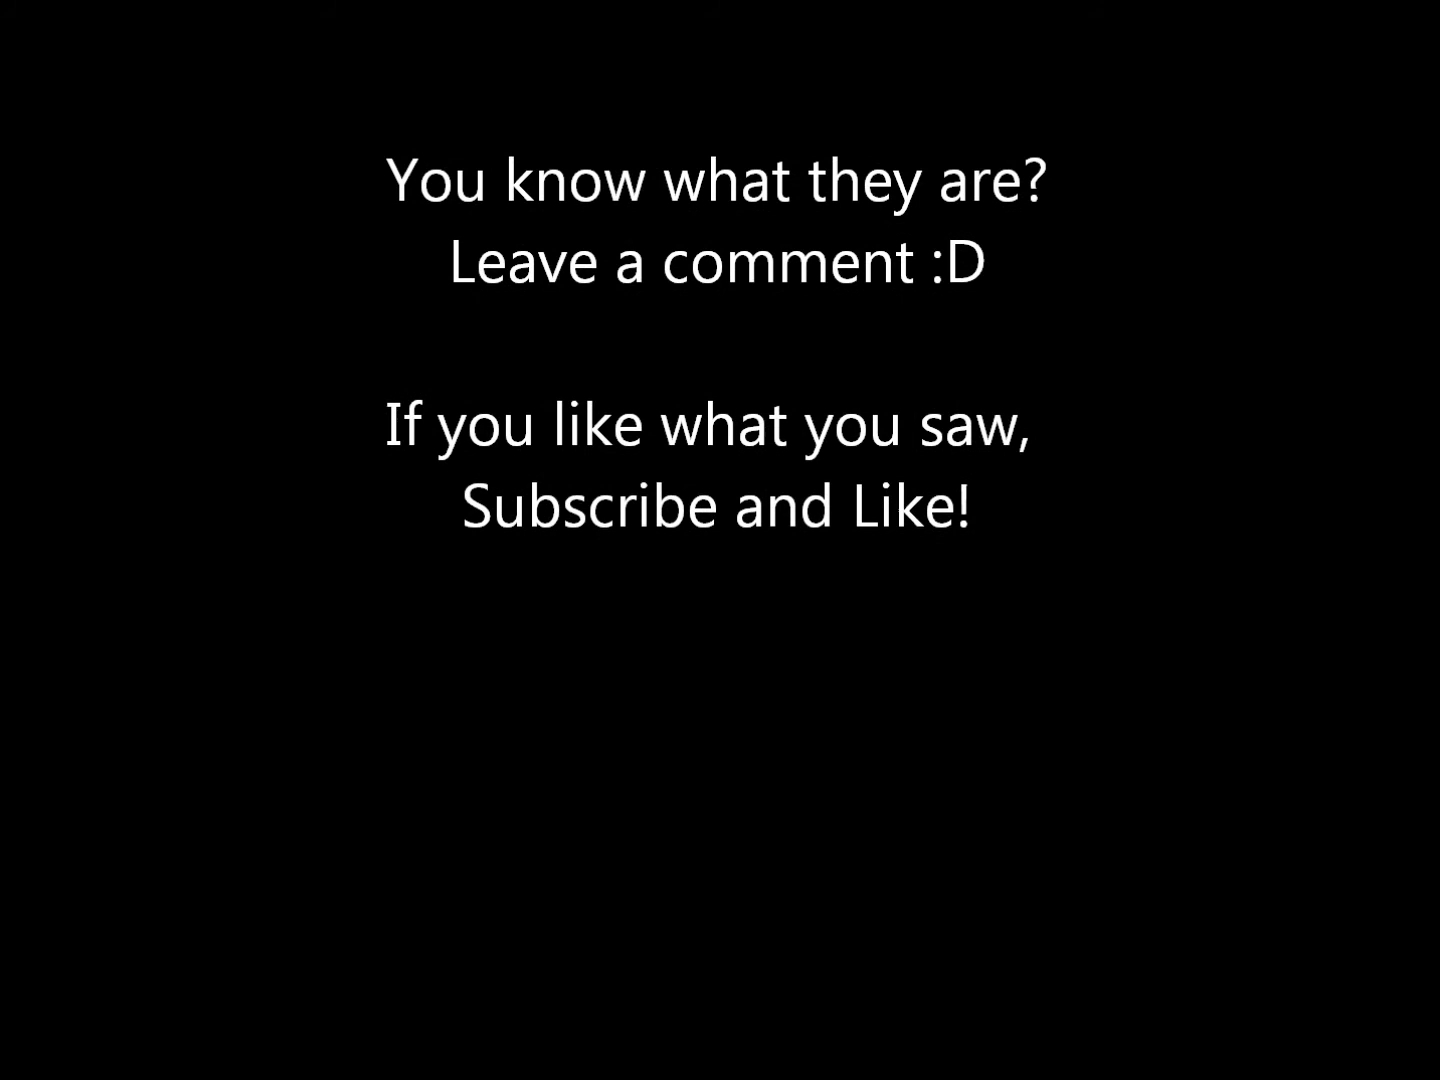 You know what they are?
Leave a comment :D
If you like what you saw,
Subscribe and Like!